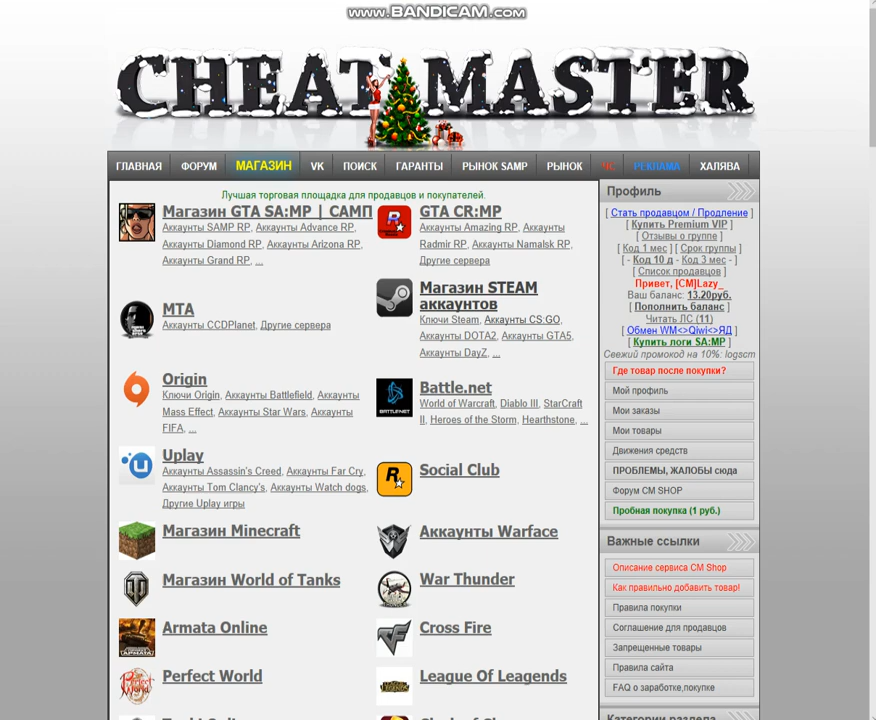 www.BANDICAM.com
CHEAT MASTER
ГЛАВНАЯ ФОРУМ МАГАЗИН VK ПОИСК ГАРАНТЫ РЫНОК SAMP РЫНОК ЧС РЕКЛАМА ХАЛЯВА
Лучшая торговая площадка для продавцов и покупателей.
Магазин GTA SA:MP | САМП
Аккаунты SAMP RP, Аккаунты Advance RP,
Аккаунты Diamond RP, Аккаунты Arizona RP,
Аккаунты Grand RP, ...
GTA CR:MP
Аккаунты Amazing RP, Аккаунты
Radmir RP, Аккаунты Namalsk RP,
Другие сервера
MTA
Аккаунты CCDPlanet, Другие сервера
Магазин STEAM
аккаунтов
Ключи Steam, Аккаунты CS:GO,
Аккаунты DOTA2, Аккаунты GTA5,
Аккаунты DayZ, ...
Origin
Ключи Origin, Аккаунты Battlefield, Аккаунты
Mass Effect, Аккаунты Star Wars, Аккаунты
FIFA, ...
BATTLE.NET
Battle.net
World of Warcraft, Diablo III, StarCraft
II, Heroes of the Storm, Hearthstone, ...
Uplay
Аккаунты Assassin's Creed, Аккаунты Far Cry,
Аккаунты Tom Clancy's, Аккаунты Watch dogs,
Другие Uplay игры
Social Club
Магазин Minecraft
Аккаунты Warface
Магазин World of Tanks
War Thunder
Armata Online
Cross Fire
Perfect World
League Of Leagends
Профиль
[ Стать продавцом / Продление ]
[ Купить Premium VIP ]
[ Отзывы о группе ]
[ Код 1 мес ] [ Срок группы ]
[ - Код 10 д - Код 3 мес - ]
[ Список продавцов ]
Привет, [CM]Lazy_
Ваш баланс: 13.20руб.
[ Пополнить баланс ]
Читать ЛС (11)
[ Обмен WM<>Qiwi<>ЯД ]
[ Купить логи SA:MP ]
Свежий промокод на 10%: logscm
Где товар после покупки?
Мой профиль
Мои заказы
Мои товары
Движения средств
ПРОБЛЕМЫ, ЖАЛОБЫ сюда
Форум CM SHOP
Пробная покупка (1 руб.)
Важные ссылки
Описание сервиса CM Shop
Как правильно добавить товар!
Правила покупки
Соглашение для продавцов
Запрещенные товары
Правила сайта
FAQ о заработке,покупке
Категории раздела